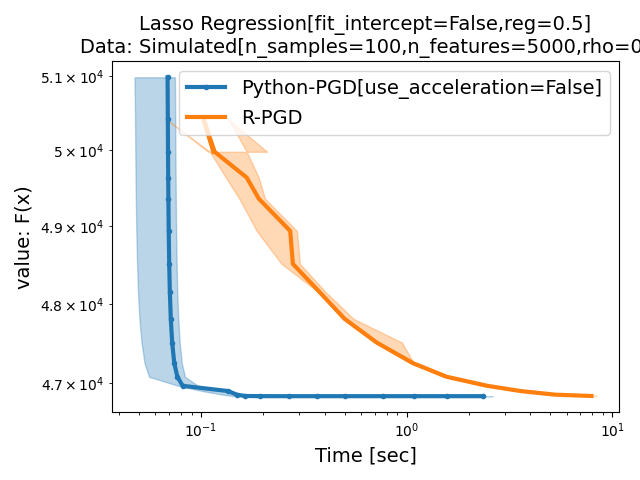 Lasso Regression[fit_intercept=False,reg=0.5]
Data: Simulated[n_samples=100,n_features=5000,rho=0
Python-PGD[use_acceleration=False]
R-PGD
value: F(x)
5.1 × 10⁴
5 × 10⁴
4.9 × 10⁴
4.8 × 10⁴
4.7 × 10⁴
10⁻¹
10⁰
10¹
Time [sec]